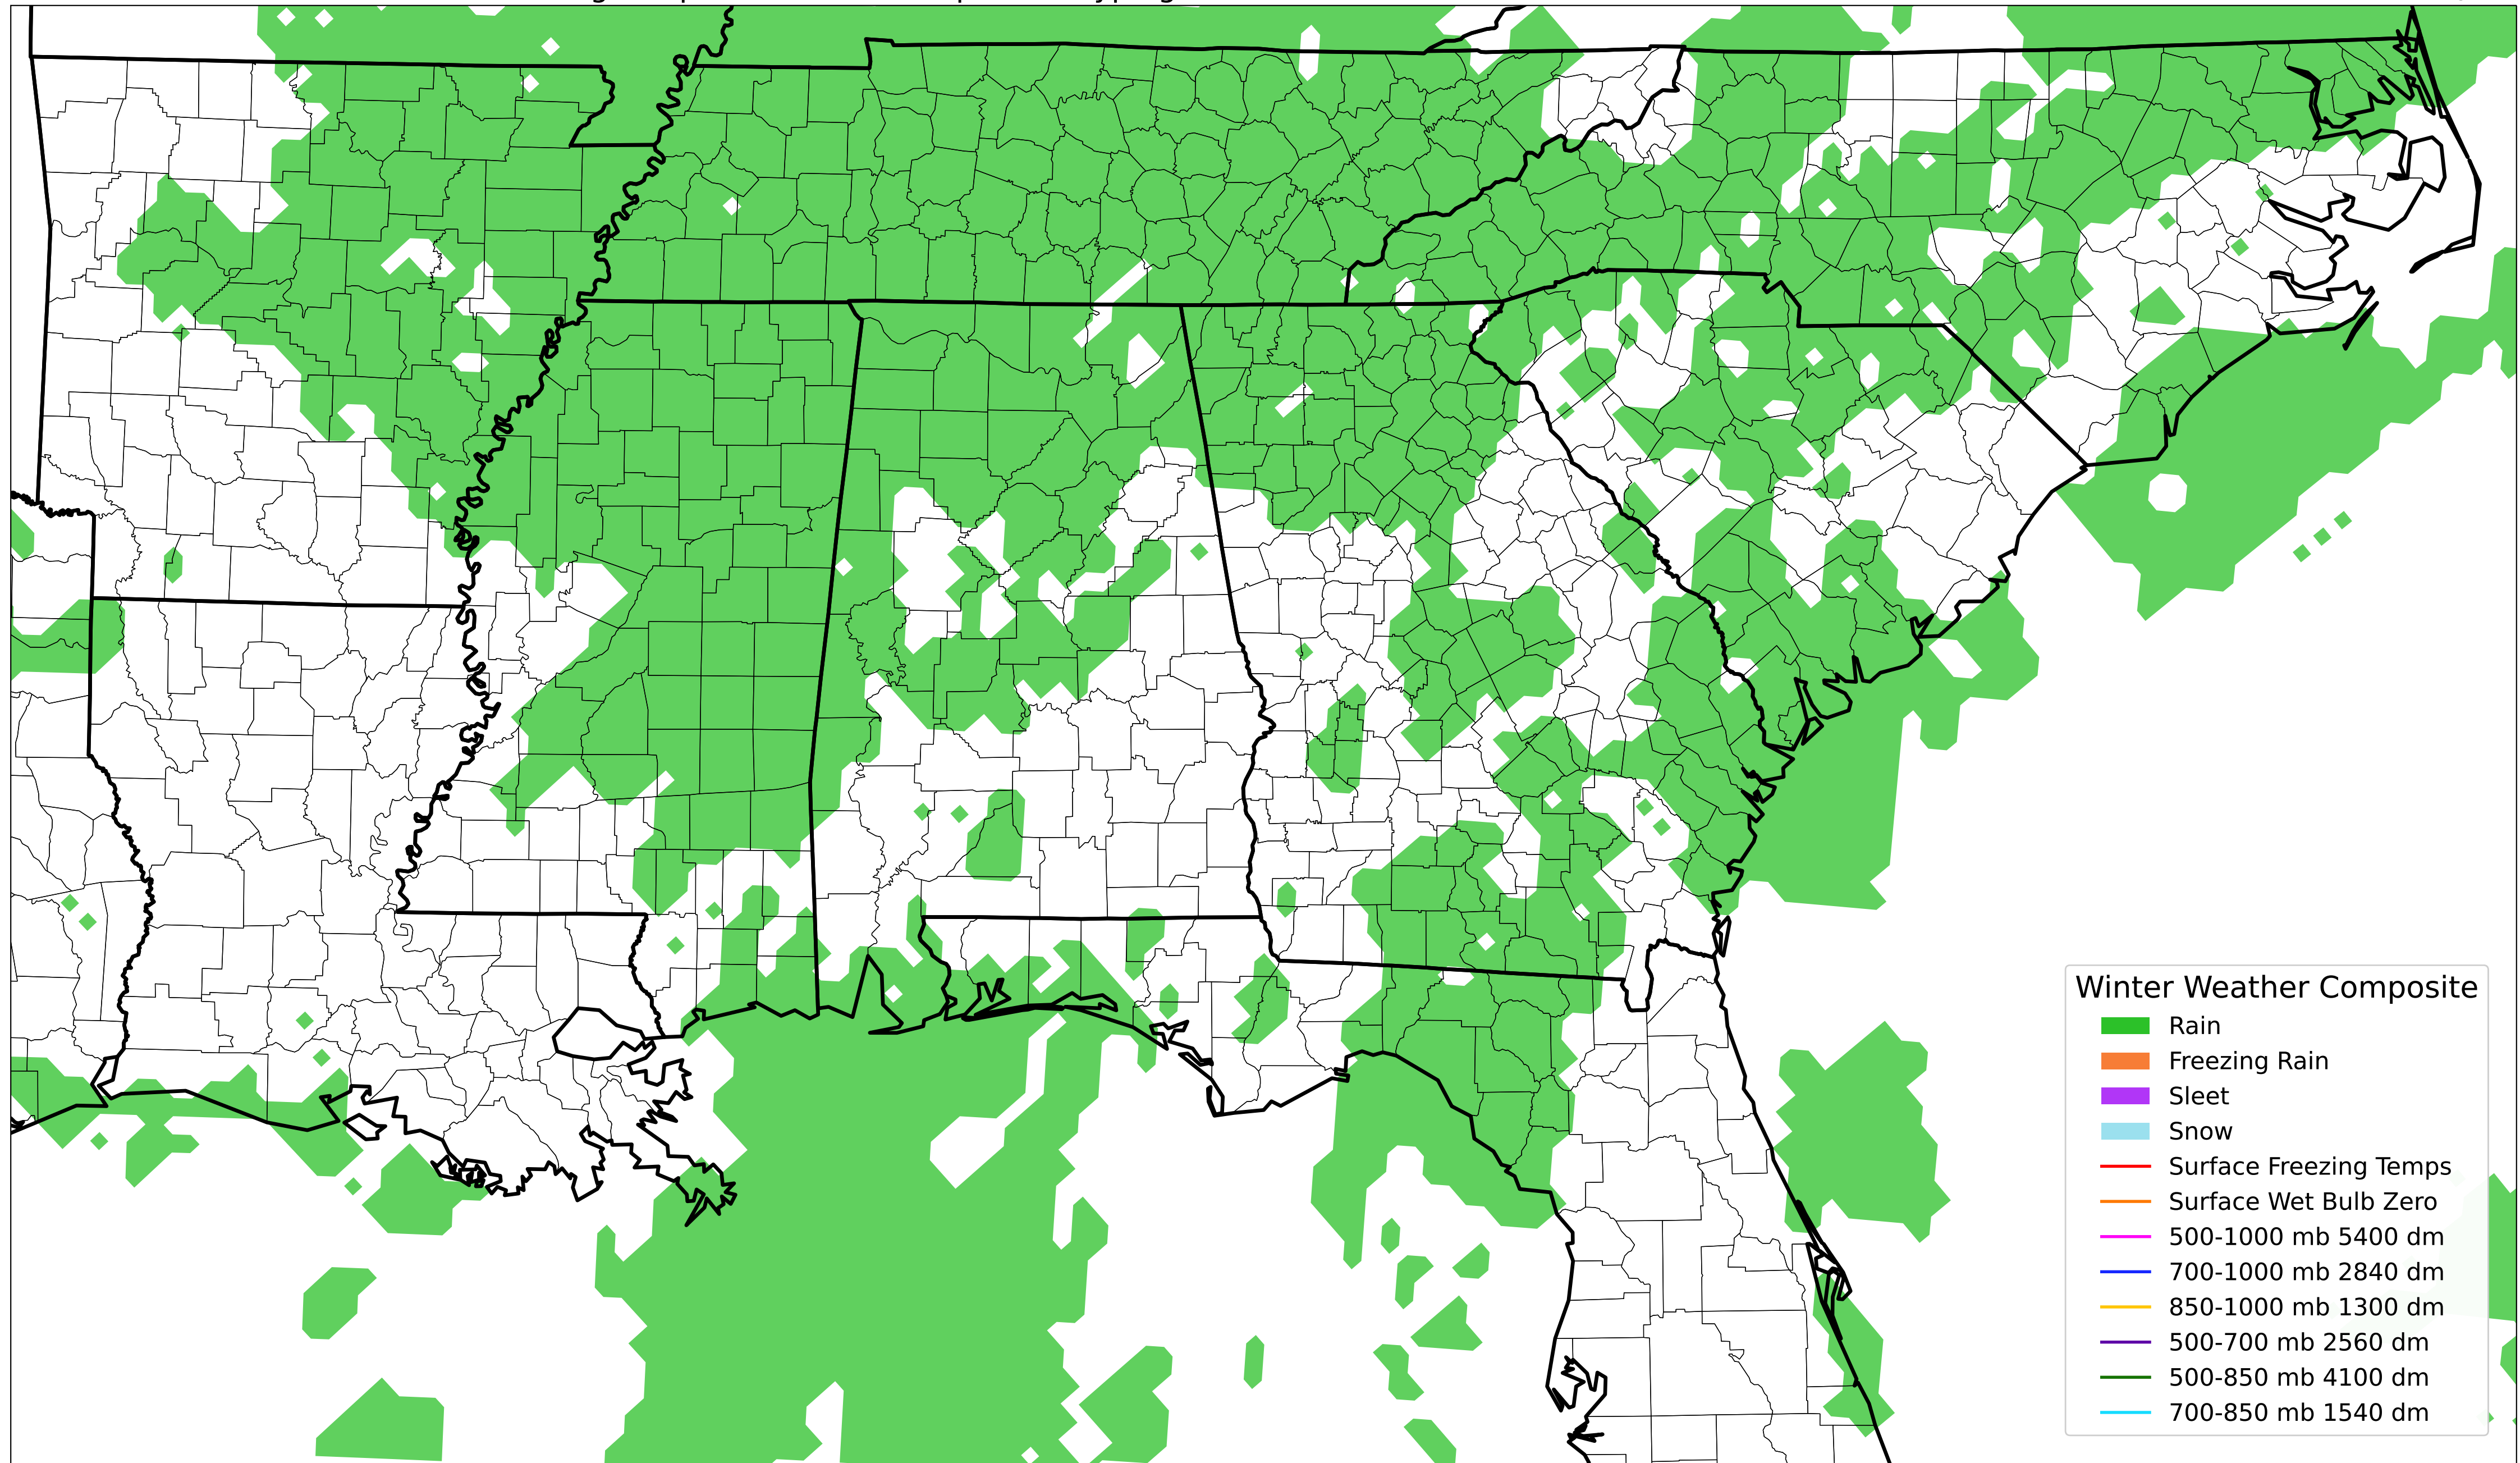 Winter Weather Composite
Rain
Freezing Rain
Sleet
Snow
Surface Freezing Temps
Surface Wet Bulb Zero
500-1000 mb 5400 dm
700-1000 mb 2840 dm
850-1000 mb 1300 dm
500-700 mb 2560 dm
500-850 mb 4100 dm
700-850 mb 1540 dm